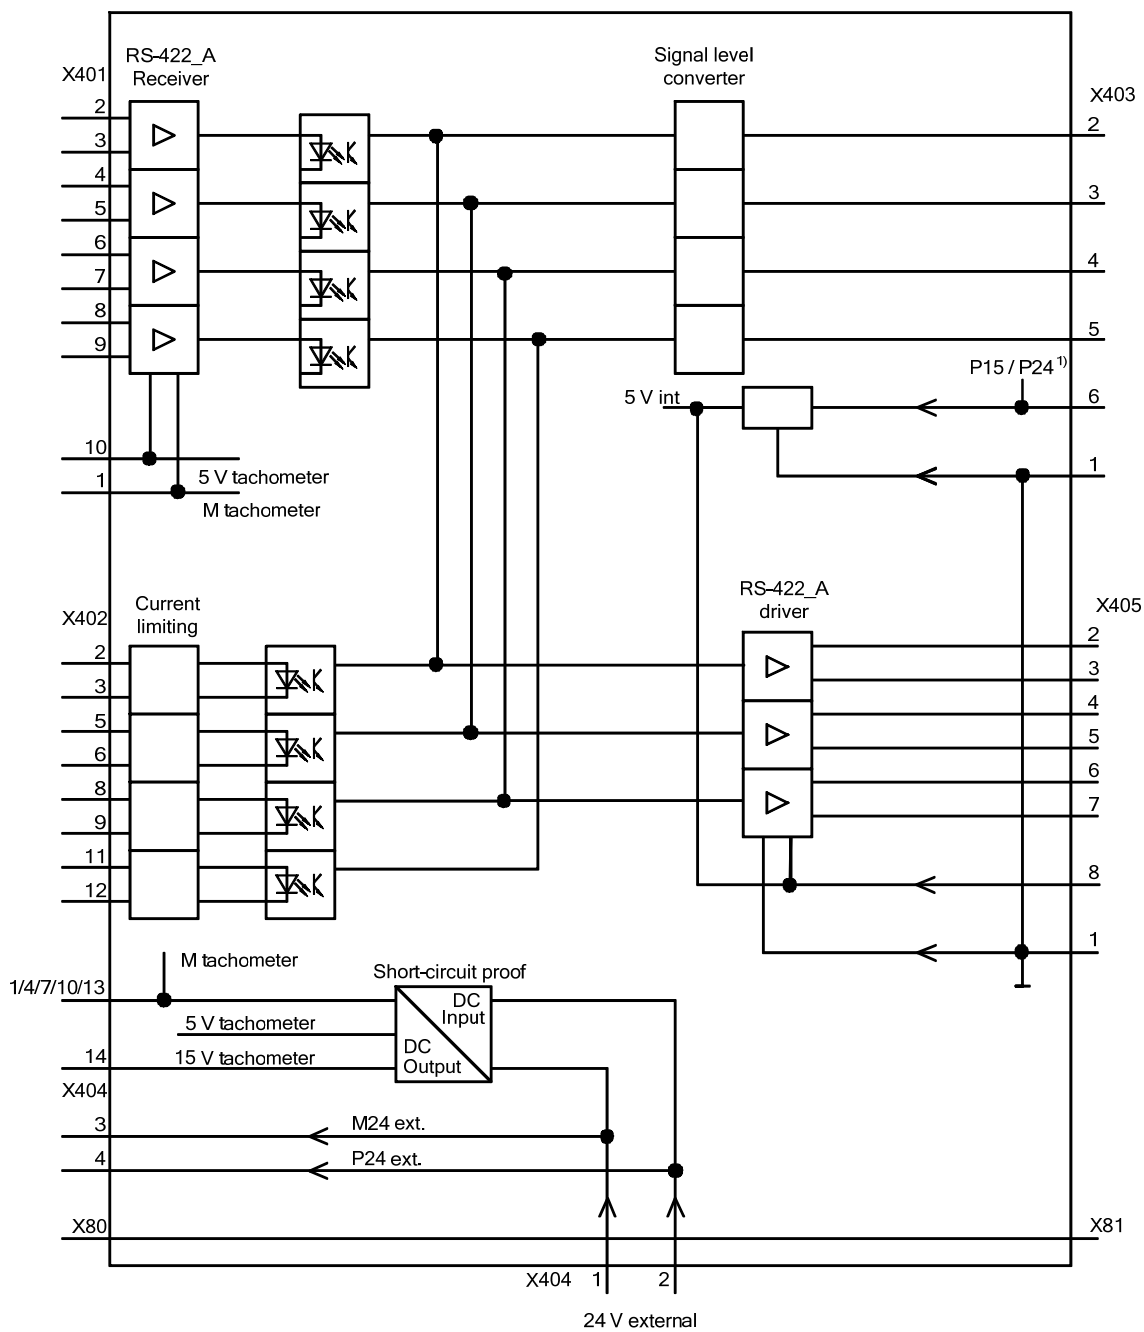 RS-422_A
Receiver
Signal level
converter
X401
X403
2
3
4
5
6
7
8
9
2
3
4
5
P15 / P24 1)
5 V int
6
10
1
5 V tachometer
1
M tachometer
RS-422_A
driver
X405
X402
Current
limiting
2
3
5
6
8
9
11
12
2
3
4
5
6
7
8
1
M tachometer
Short-circuit proof
1/4/7/10/13
DC
Input
5 V tachometer
DC
Output
14
15 V tachometer
X404
3
M24 ext.
4
P24 ext.
X80
X81
X404
1
2
24 V external